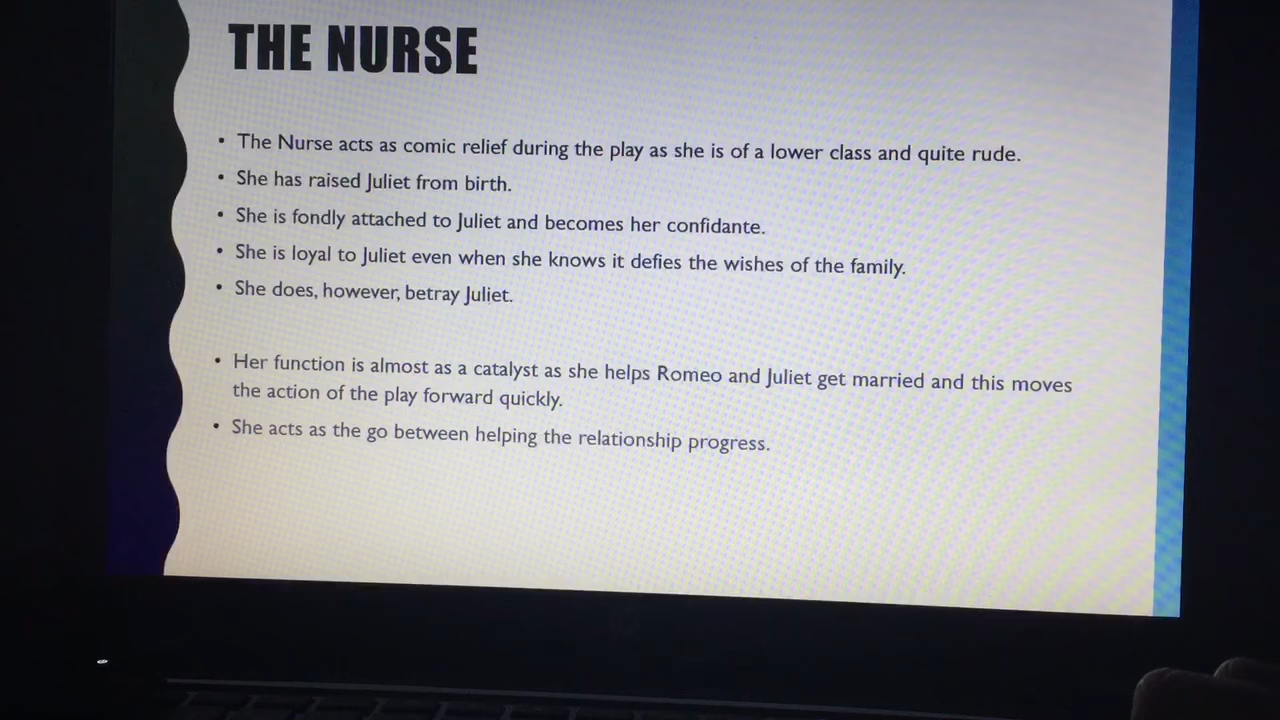 THE NURSE
• The Nurse acts as comic relief during the play as she is of a lower class and quite rude.
• She has raised Juliet from birth.
• She is fondly attached to Juliet and becomes her confidante.
• She is loyal to Juliet even when she knows it defies the wishes of the family.
• She does, however, betray Juliet.
• Her function is almost as a catalyst as she helps Romeo and Juliet get married and this moves
the action of the play forward quickly.
• She acts as the go between helping the relationship progress.